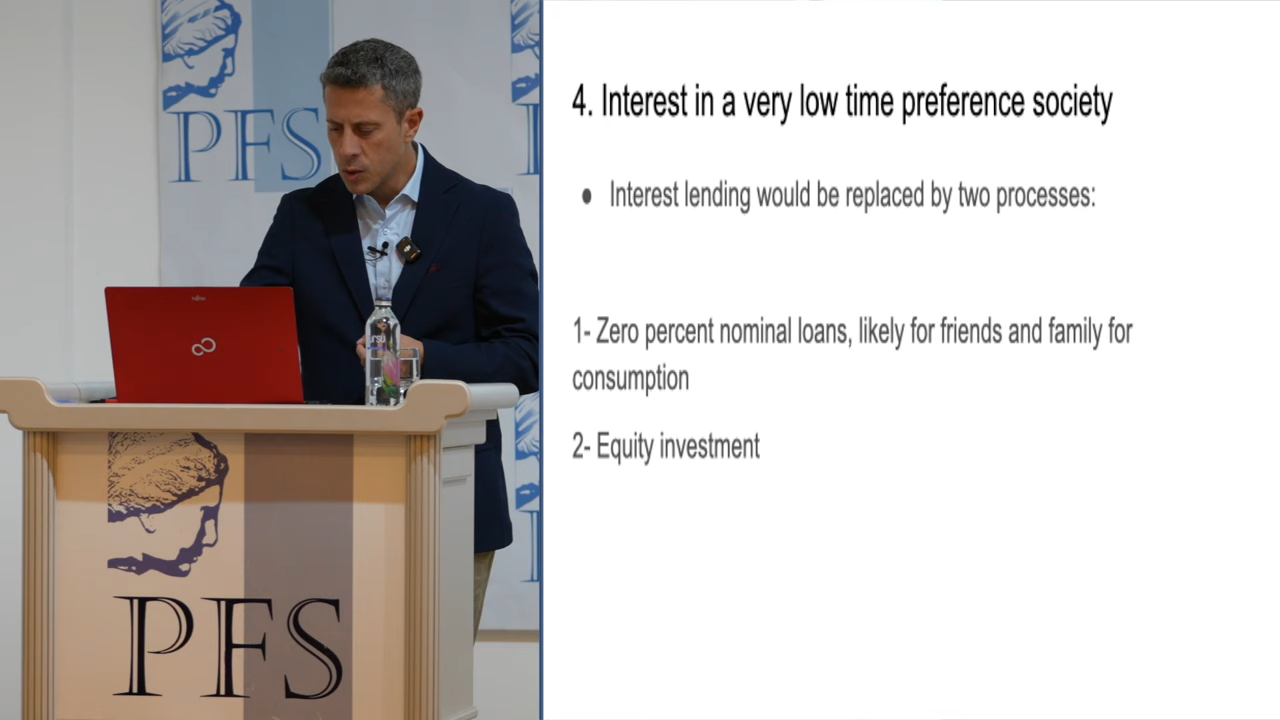 PFS
PFS
4. Interest in a very low time preference society
● Interest lending would be replaced by two processes:
1- Zero percent nominal loans, likely for friends and family for
consumption
2- Equity investment